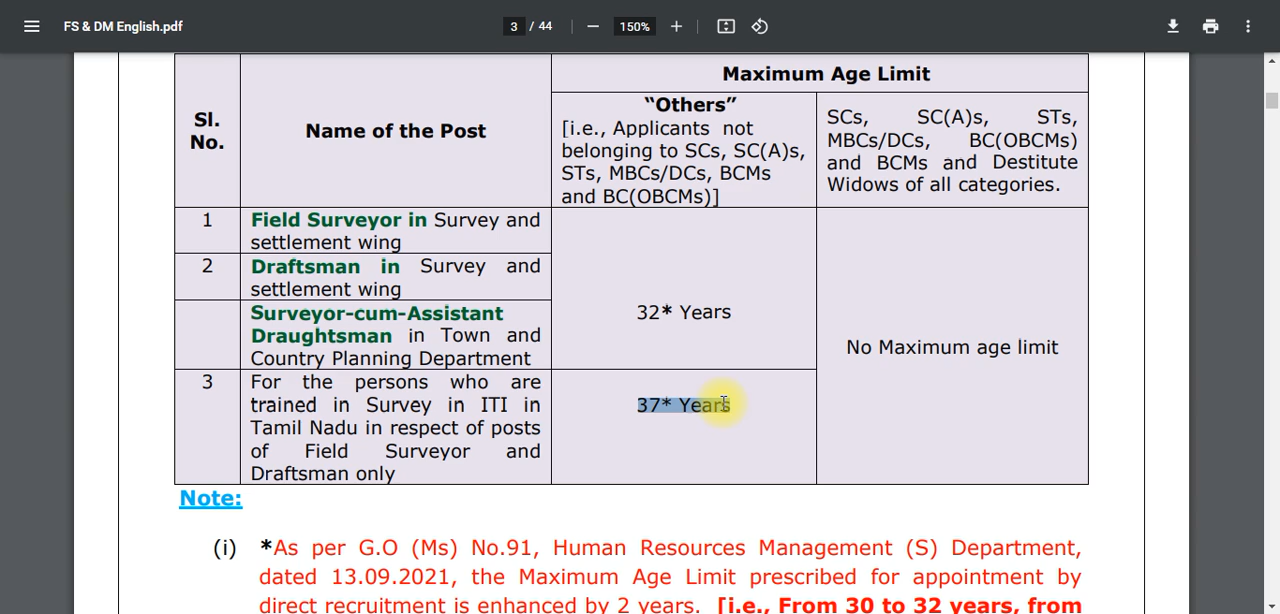 FS & DM English.pdf
3 / 44
150%
Sl. No.
Name of the Post
Maximum Age Limit
“Others”
[i.e., Applicants not
belonging to SCs, SC(A)s,
STs, MBCs/DCs, BCMs
and BC(OBCMs)]
SCs, SC(A)s, STs,
MBCs/DCs, BC(OBCMs)
and BCMs and Destitute
Widows of all categories.
1
Field Surveyor in Survey and
settlement wing
2
Draftsman in Survey and
settlement wing
Surveyor-cum-Assistant
Draughtsman in Town and
Country Planning Department
32* Years
No Maximum age limit
3
For the persons who are
trained in Survey in ITI in
Tamil Nadu in respect of posts
of Field Surveyor and
Draftsman only
37* Years
Note:
(i) *As per G.O (Ms) No.91, Human Resources Management (S) Department,
dated 13.09.2021, the Maximum Age Limit prescribed for appointment by
direct recruitment is enhanced by 2 years. [i.e., From 30 to 32 years, from